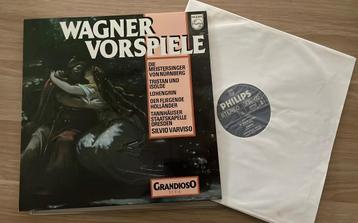 WAGNER
VORSPIELE
PHILIPS
DIE
MEISTERSINGER
VON NÜRNBERG
TRISTAN UND
ISOLDE
LOHENGRIN
DER FLIEGENDE
HOLLÄNDER
TANNHÄUSER
STAATSKAPELLE
DRESDEN
SILVIO VARVISO
GRANDIOSO
PHILIPS